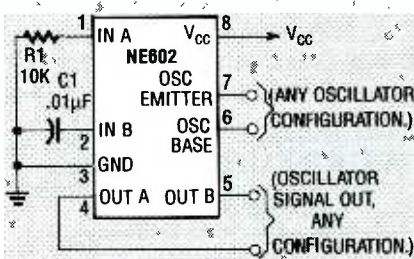 1
IN A
8
VCC
VCC
R1
10K
NE602
C1
.01µF
OSC
EMITTER
7
(ANY OSCILLATOR
CONFIGURATION.)
IN B
2
OSC
BASE
6
GND
3
OUT A
4
OUT B
5
(OSCILLATOR
SIGNAL OUT,
ANY
CONFIGURATION.)